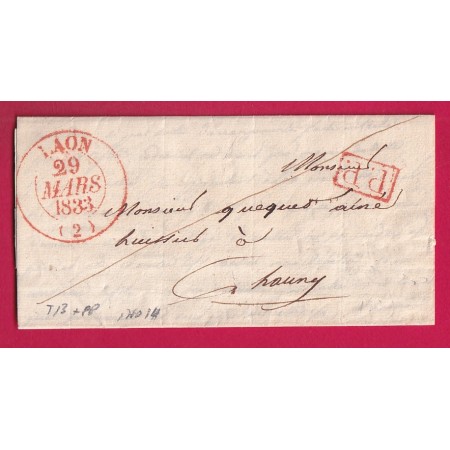 LAON
29
MARS
1833
(2)
P.P.
Monsieur
Monsieur quequet aîné
huissier à
Chauny
T13 + PP